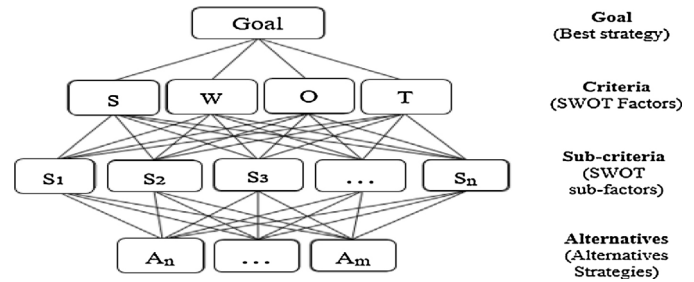 Goal
Goal
(Best strategy)
S W O T
Criteria
(SWOT Factors)
S1 S2 S3 ... Sn
Sub-criteria
(SWOT
sub-factors)
An ... Am
Alternatives
(Alternatives
Strategies)